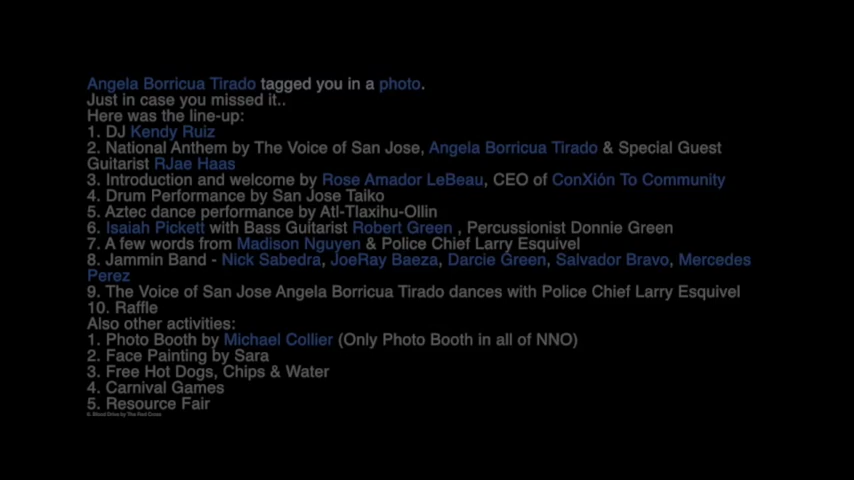 Angela Borricua Tirado tagged you in a photo.
Just in case you missed it..
Here was the line-up:
1. DJ Kendy Ruiz
2. National Anthem by The Voice of San Jose, Angela Borricua Tirado & Special Guest
Guitarist RJae Haas
3. Introduction and welcome by Rose Amador LeBeau, CEO of ConXión To Community
4. Drum Performance by San Jose Taiko
5. Aztec dance performance by Atl-Tlaxihu-Ollin
6. Isaiah Pickett with Bass Guitarist Robert Green , Percussionist Donnie Green
7. A few words from Madison Nguyen & Police Chief Larry Esquivel
8. Jammin Band - Nick Sabedra, JoeRay Baeza, Darcie Green, Salvador Bravo, Mercedes
Perez
9. The Voice of San Jose Angela Borricua Tirado dances with Police Chief Larry Esquivel
10. Raffle
Also other activities:
1. Photo Booth by Michael Collier (Only Photo Booth in all of NNO)
2. Face Painting by Sara
3. Free Hot Dogs, Chips & Water
4. Carnival Games
5. Resource Fair
6. Blood Drive by The Red Cross